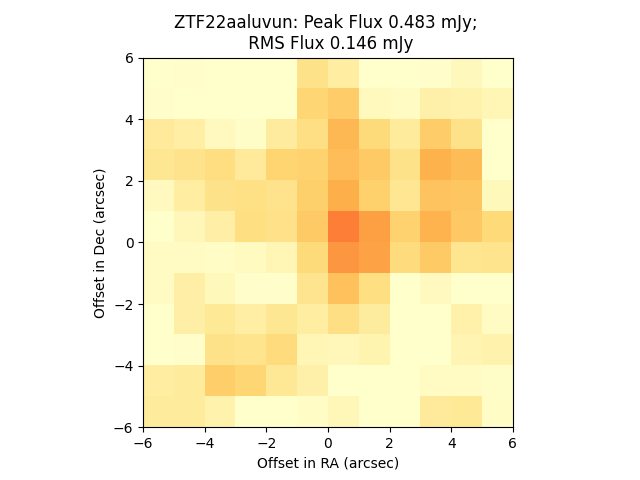 ZTF22aaluvun: Peak Flux 0.483 mJy;
RMS Flux 0.146 mJy
6
4
2
0
−2
−4
−6
Offset in Dec (arcsec)
−6 −4 −2 0 2 4 6
Offset in RA (arcsec)